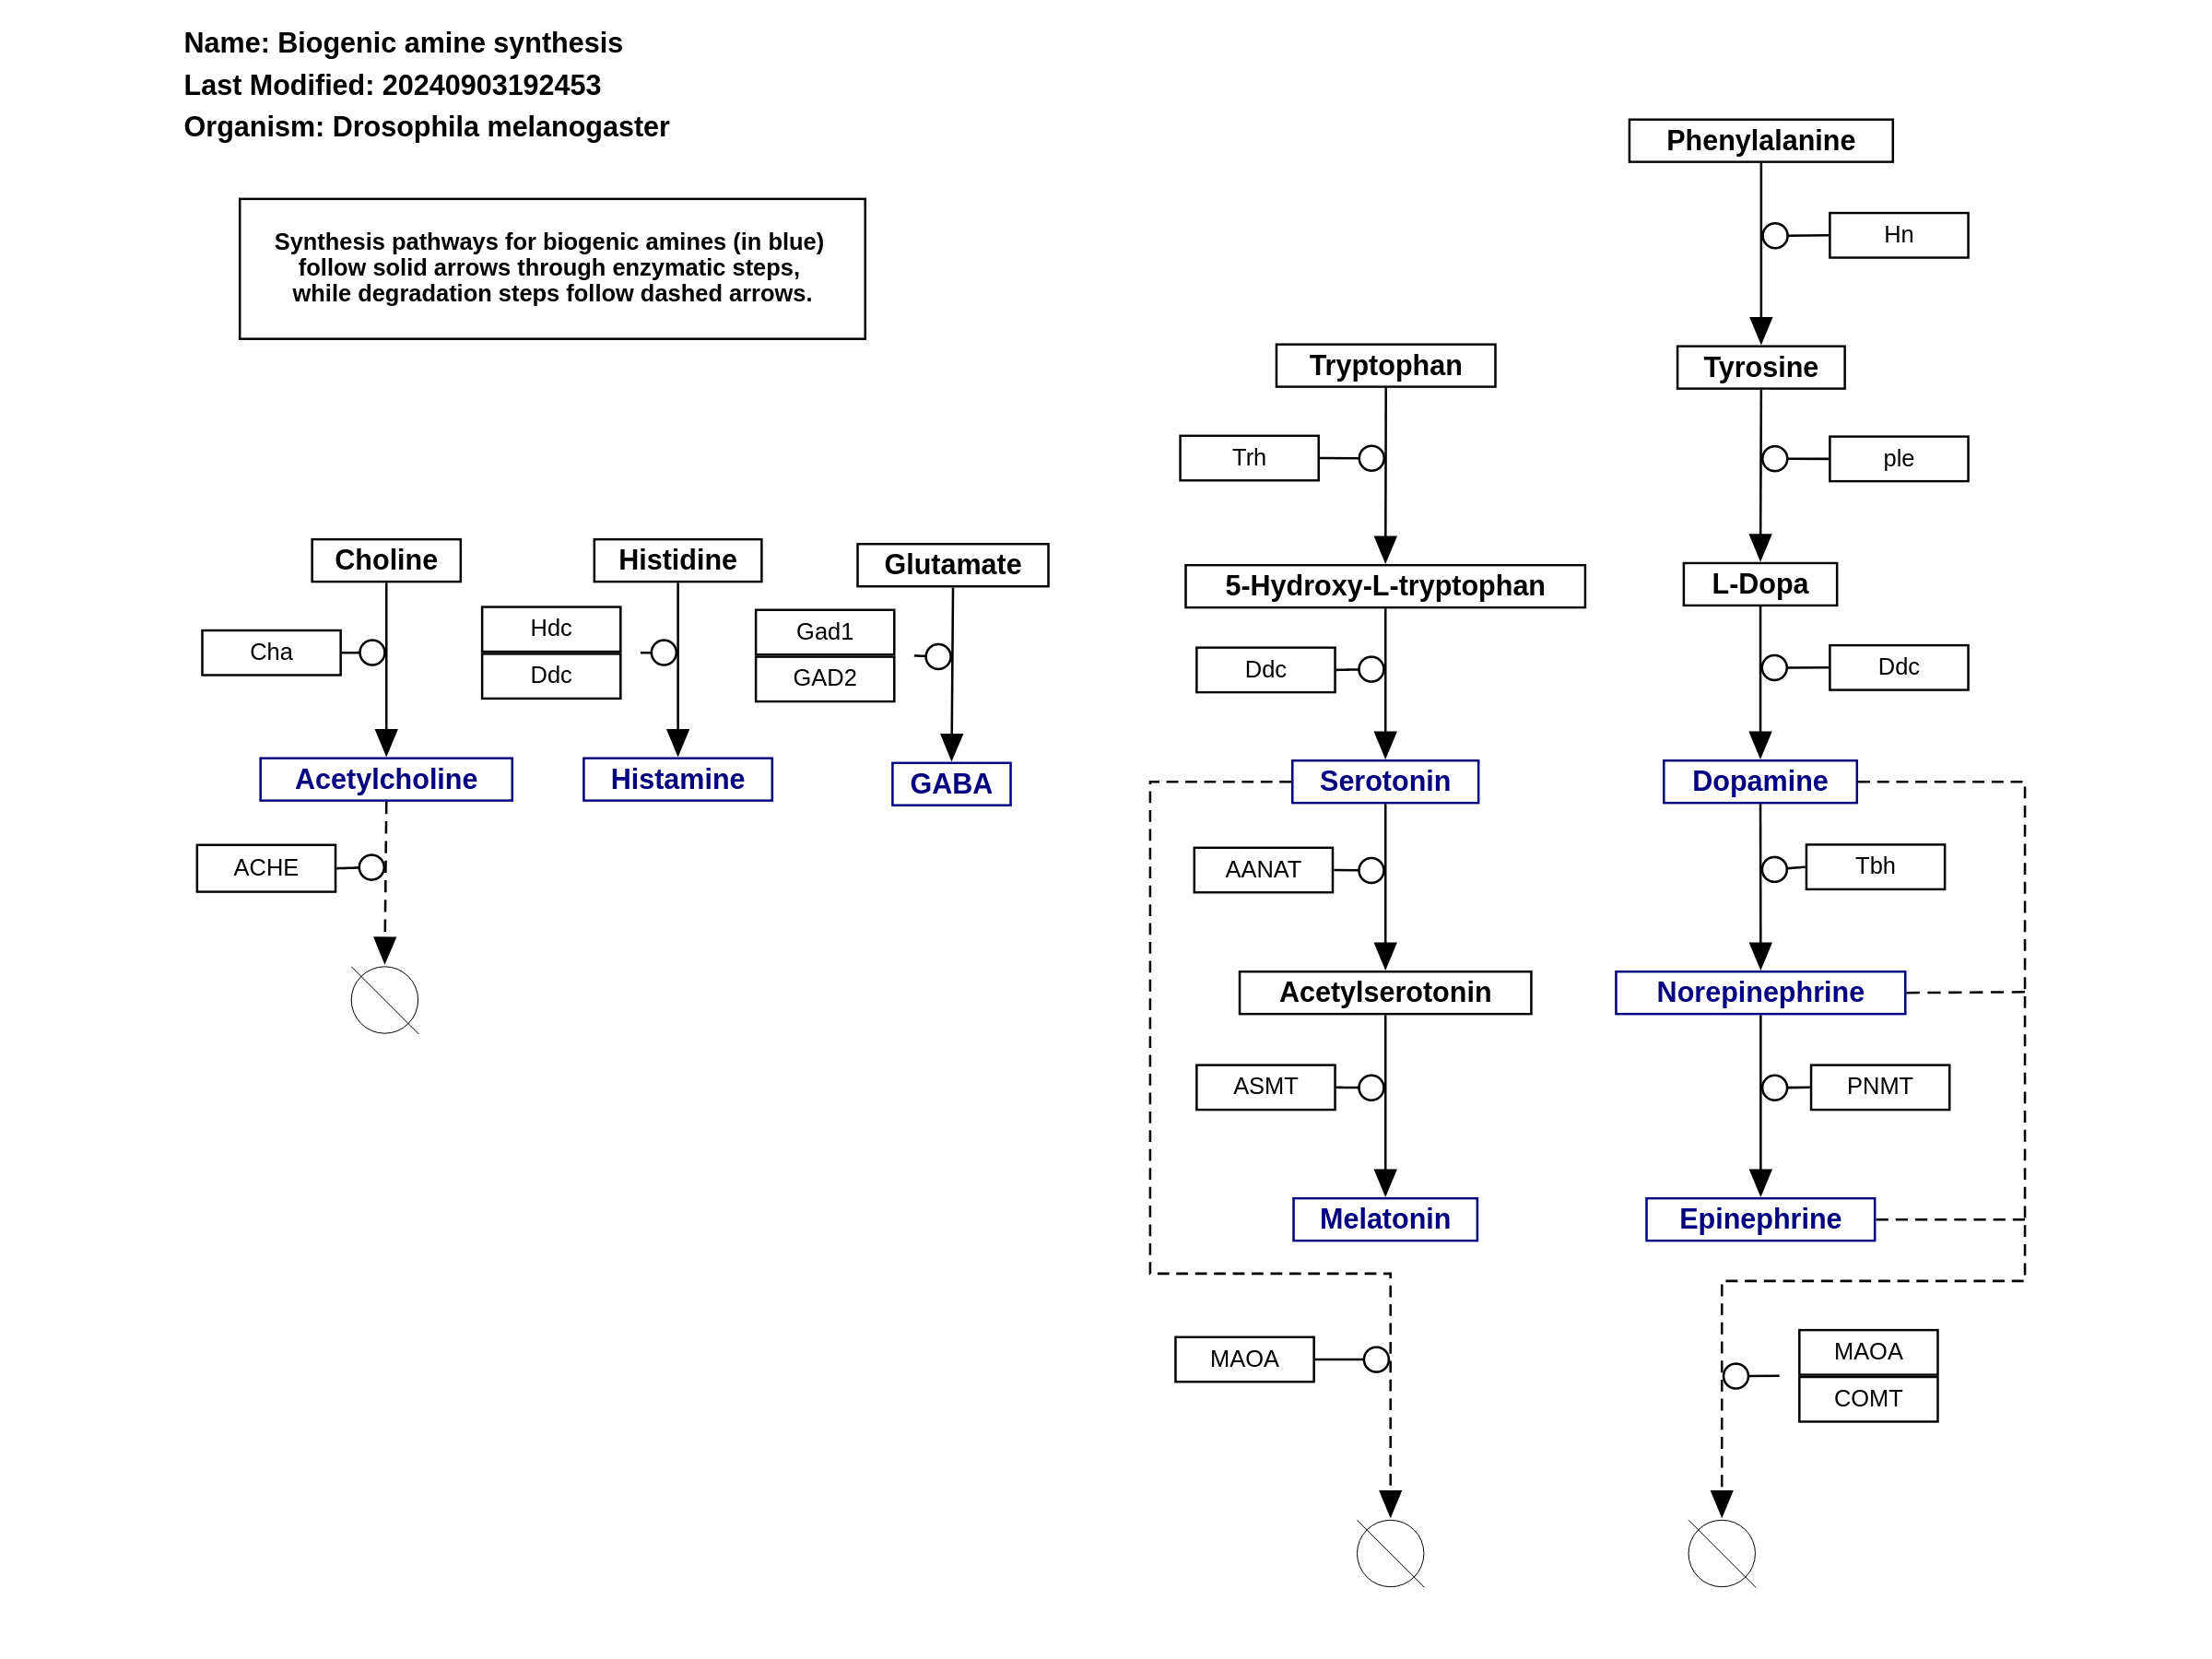 Name: Biogenic amine synthesis
Last Modified: 20240903192453
Organism: Drosophila melanogaster
Synthesis pathways for biogenic amines (in blue)
follow solid arrows through enzymatic steps,
while degradation steps follow dashed arrows.
Choline
Cha
Acetylcholine
ACHE
Histidine
Hdc
Ddc
Histamine
Glutamate
Gad1
GAD2
GABA
Tryptophan
Trh
5-Hydroxy-L-tryptophan
Ddc
Serotonin
AANAT
Acetylserotonin
ASMT
Melatonin
MAOA
Phenylalanine
Hn
Tyrosine
ple
L-Dopa
Ddc
Dopamine
Tbh
Norepinephrine
PNMT
Epinephrine
MAOA
COMT